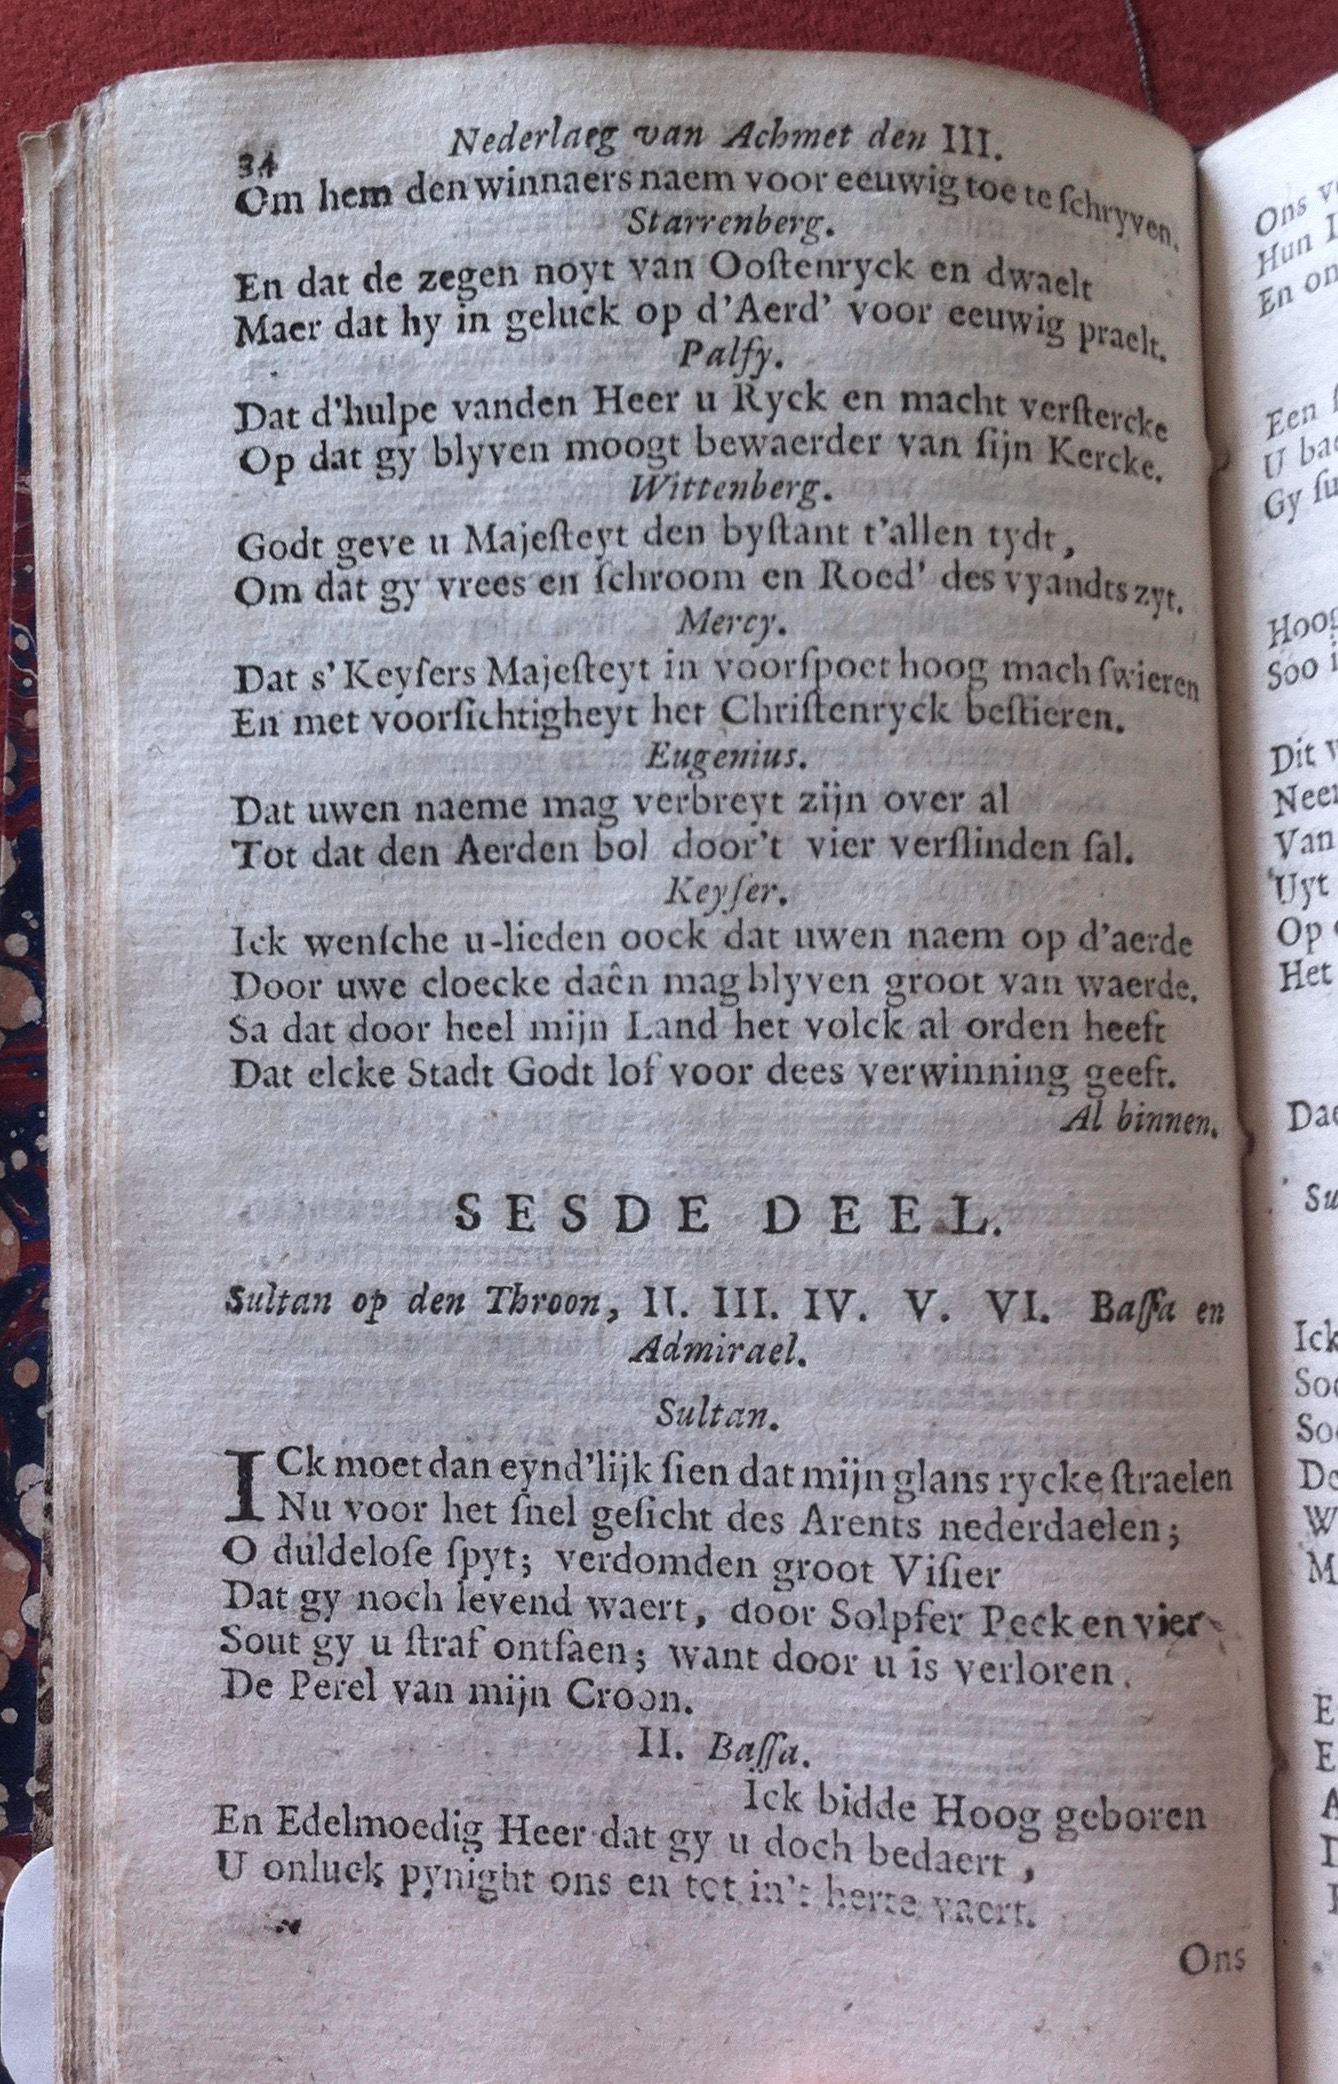 34 Nederlaeg van Achmet den III.
Om hem den winnaers naem voor eeuwig toe te ſchryven.
Starrenberg.
En dat de zegen noyt van Ooſtenryck en dwaelt
Maer dat hy in geluck op d'Aerd' voor eeuwig praelt.
Palfy.
Dat d'hulpe vanden Heer u Ryck en macht verſtercke
Op dat gy blyven moogt bewaerder van ſijn Kercke.
Wittenberg.
Godt geve u Majeſteyt den byſtant t'allen tydt,
Om dat gy vrees en ſchroom en Roed' des vyandts zyt.
Mercy.
Dat s'Keyſers Majeſteyt in voorſpoet hoog mach ſwieren
En met voorſichtigheyt het Chriſtenryck beſtieren.
Eugenius.
Dat uwen naeme mag verbreyt zijn over al
Tot dat den Aerden bol door't vier verſlinden ſal.
Keyſer.
Ick wenſche u-lieden oock dat uwen naem op d'aerde
Door uwe cloecke daên mag blyven groot van waerde.
Sa dat door heel mijn Land het volck al orden heeft
Dat elcke Stadt Godt lof voor dees verwinning geeft.
Al binnen.
SESDE DEEL.
Sultan op den Throon, II. III. IV. V. VI. Baſſa en
Admirael.
Sultan.
ICk moet dan eynd'lijk ſien dat mijn glans rycke ſtraelen
Nu voor het ſnel geſicht des Arents nederdaelen;
O duldeloſe ſpyt; verdomden groot Viſier
Dat gy noch levend waert, door Solpfer Peck en vier
Sout gy u ſtraf ontfaen; want door u is verloren.
De Perel van mijn Croon.
II. Baſſa.
Ick bidde Hoog geboren
En Edelmoedig Heer dat gy u doch bedaert,
U onluck pynight ons en tot in't herte vaert.
Ons
Ons
Hun
En
Een
U
Gy
Soo
Dit
Van
Uyt
Op
Het
Ick